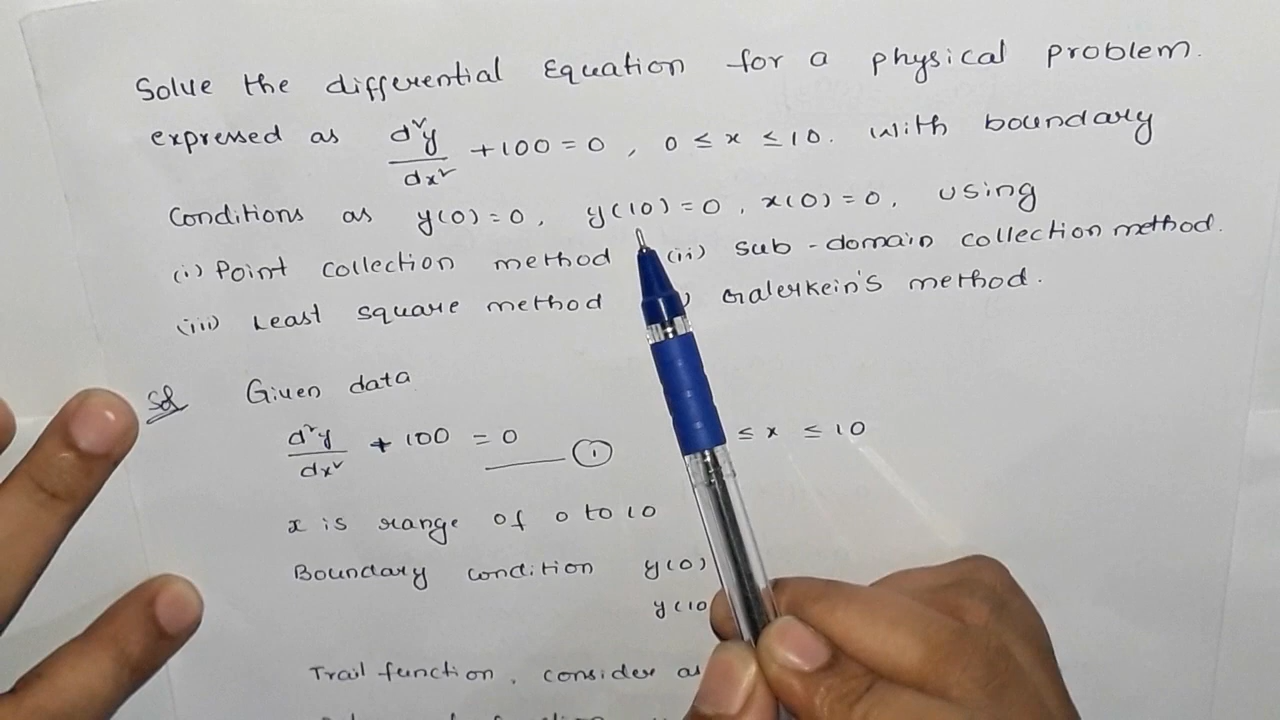 Solve the differential Equation for a physical problem.
expressed as d²y/dx² +100 = 0 , 0 ≤ x ≤ 10. with boundary
Conditions as y(0) = 0, y(10) = 0, x(0) = 0, using
(i) Point collection method (ii) sub-domain collection method.
(iii) Least square method Galerkein's method.
Sol Given data
d²y/dx² + 100 = 0 ① ≤ x ≤ 10
x is range of 0 to 10
Boundary condition y(0)
y(10
Trail function, consider as